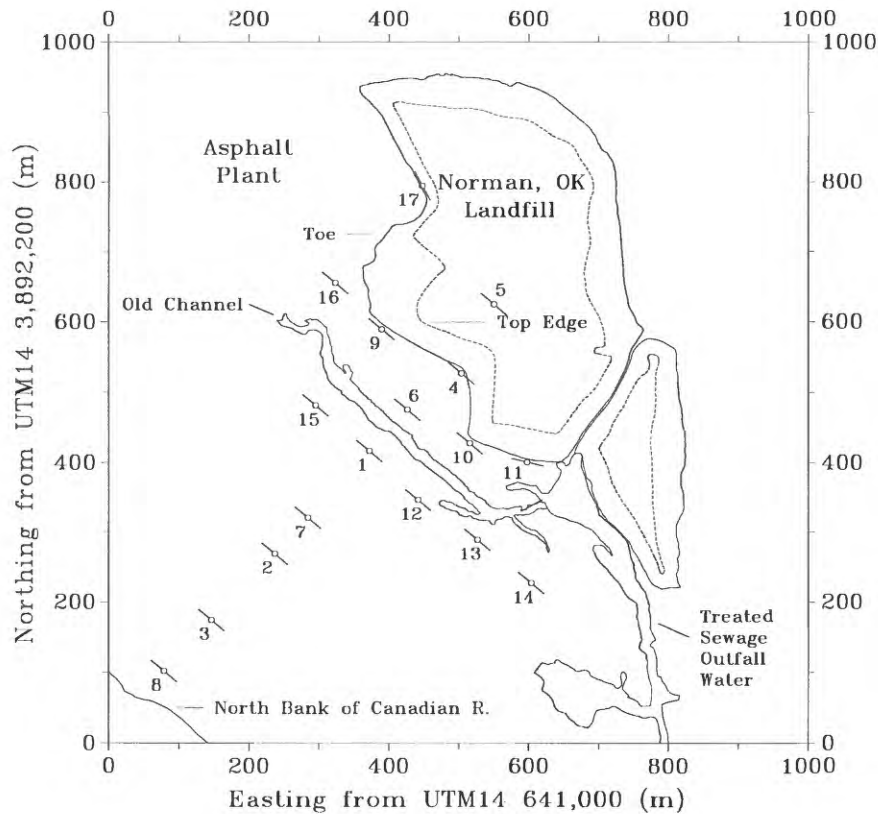 0 200 400 600 800 1000
1000 1000
Asphalt
Plant
800 17 Norman, OK 800
Landfill
Toe
16 5
Old Channel
600 Top Edge 600
9
4
6
15
10
400 1 11 400
12
7 13
2
14
200 200
3
Treated
Sewage
Outfall
Water
8
North Bank of Canadian R.
0 0
0 200 400 600 800 1000
Easting from UTM14 641,000 (m)
Northing from UTM14 3,892,200 (m)